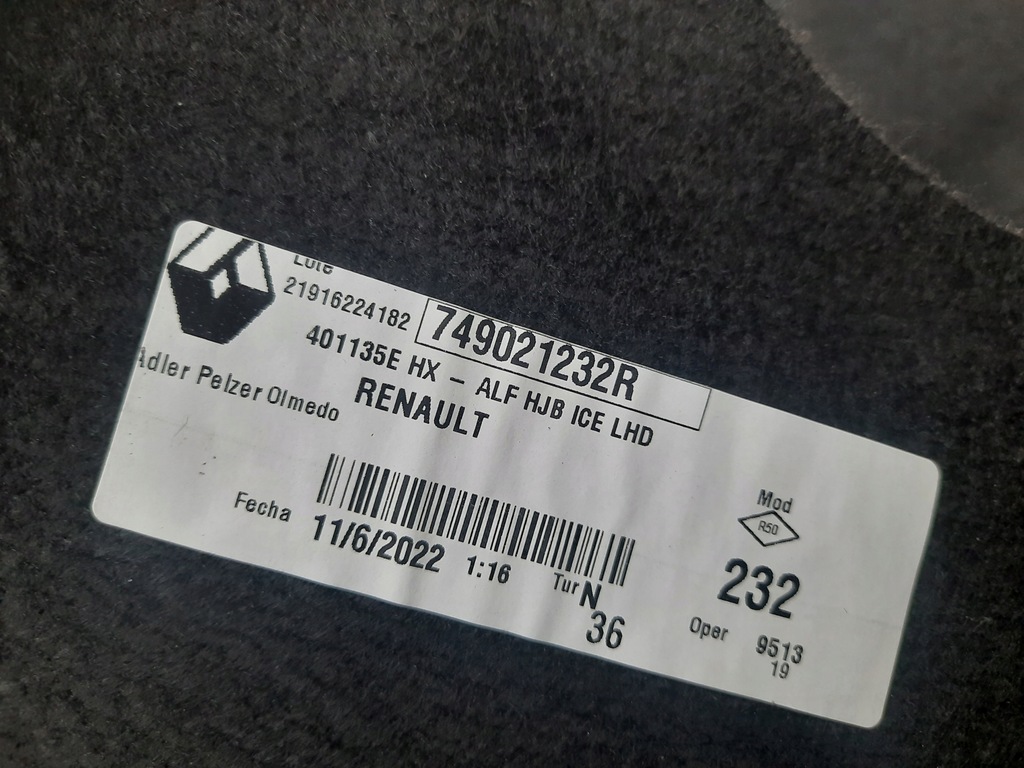 Lote
21916224182
749021232R
401135E HX - ALF HJB ICE LHD
Adler Pelzer Olmedo
RENAULT
Fecha
11/6/2022 1:16
Tur N
36
Mod
R50
232
Oper 9513
19